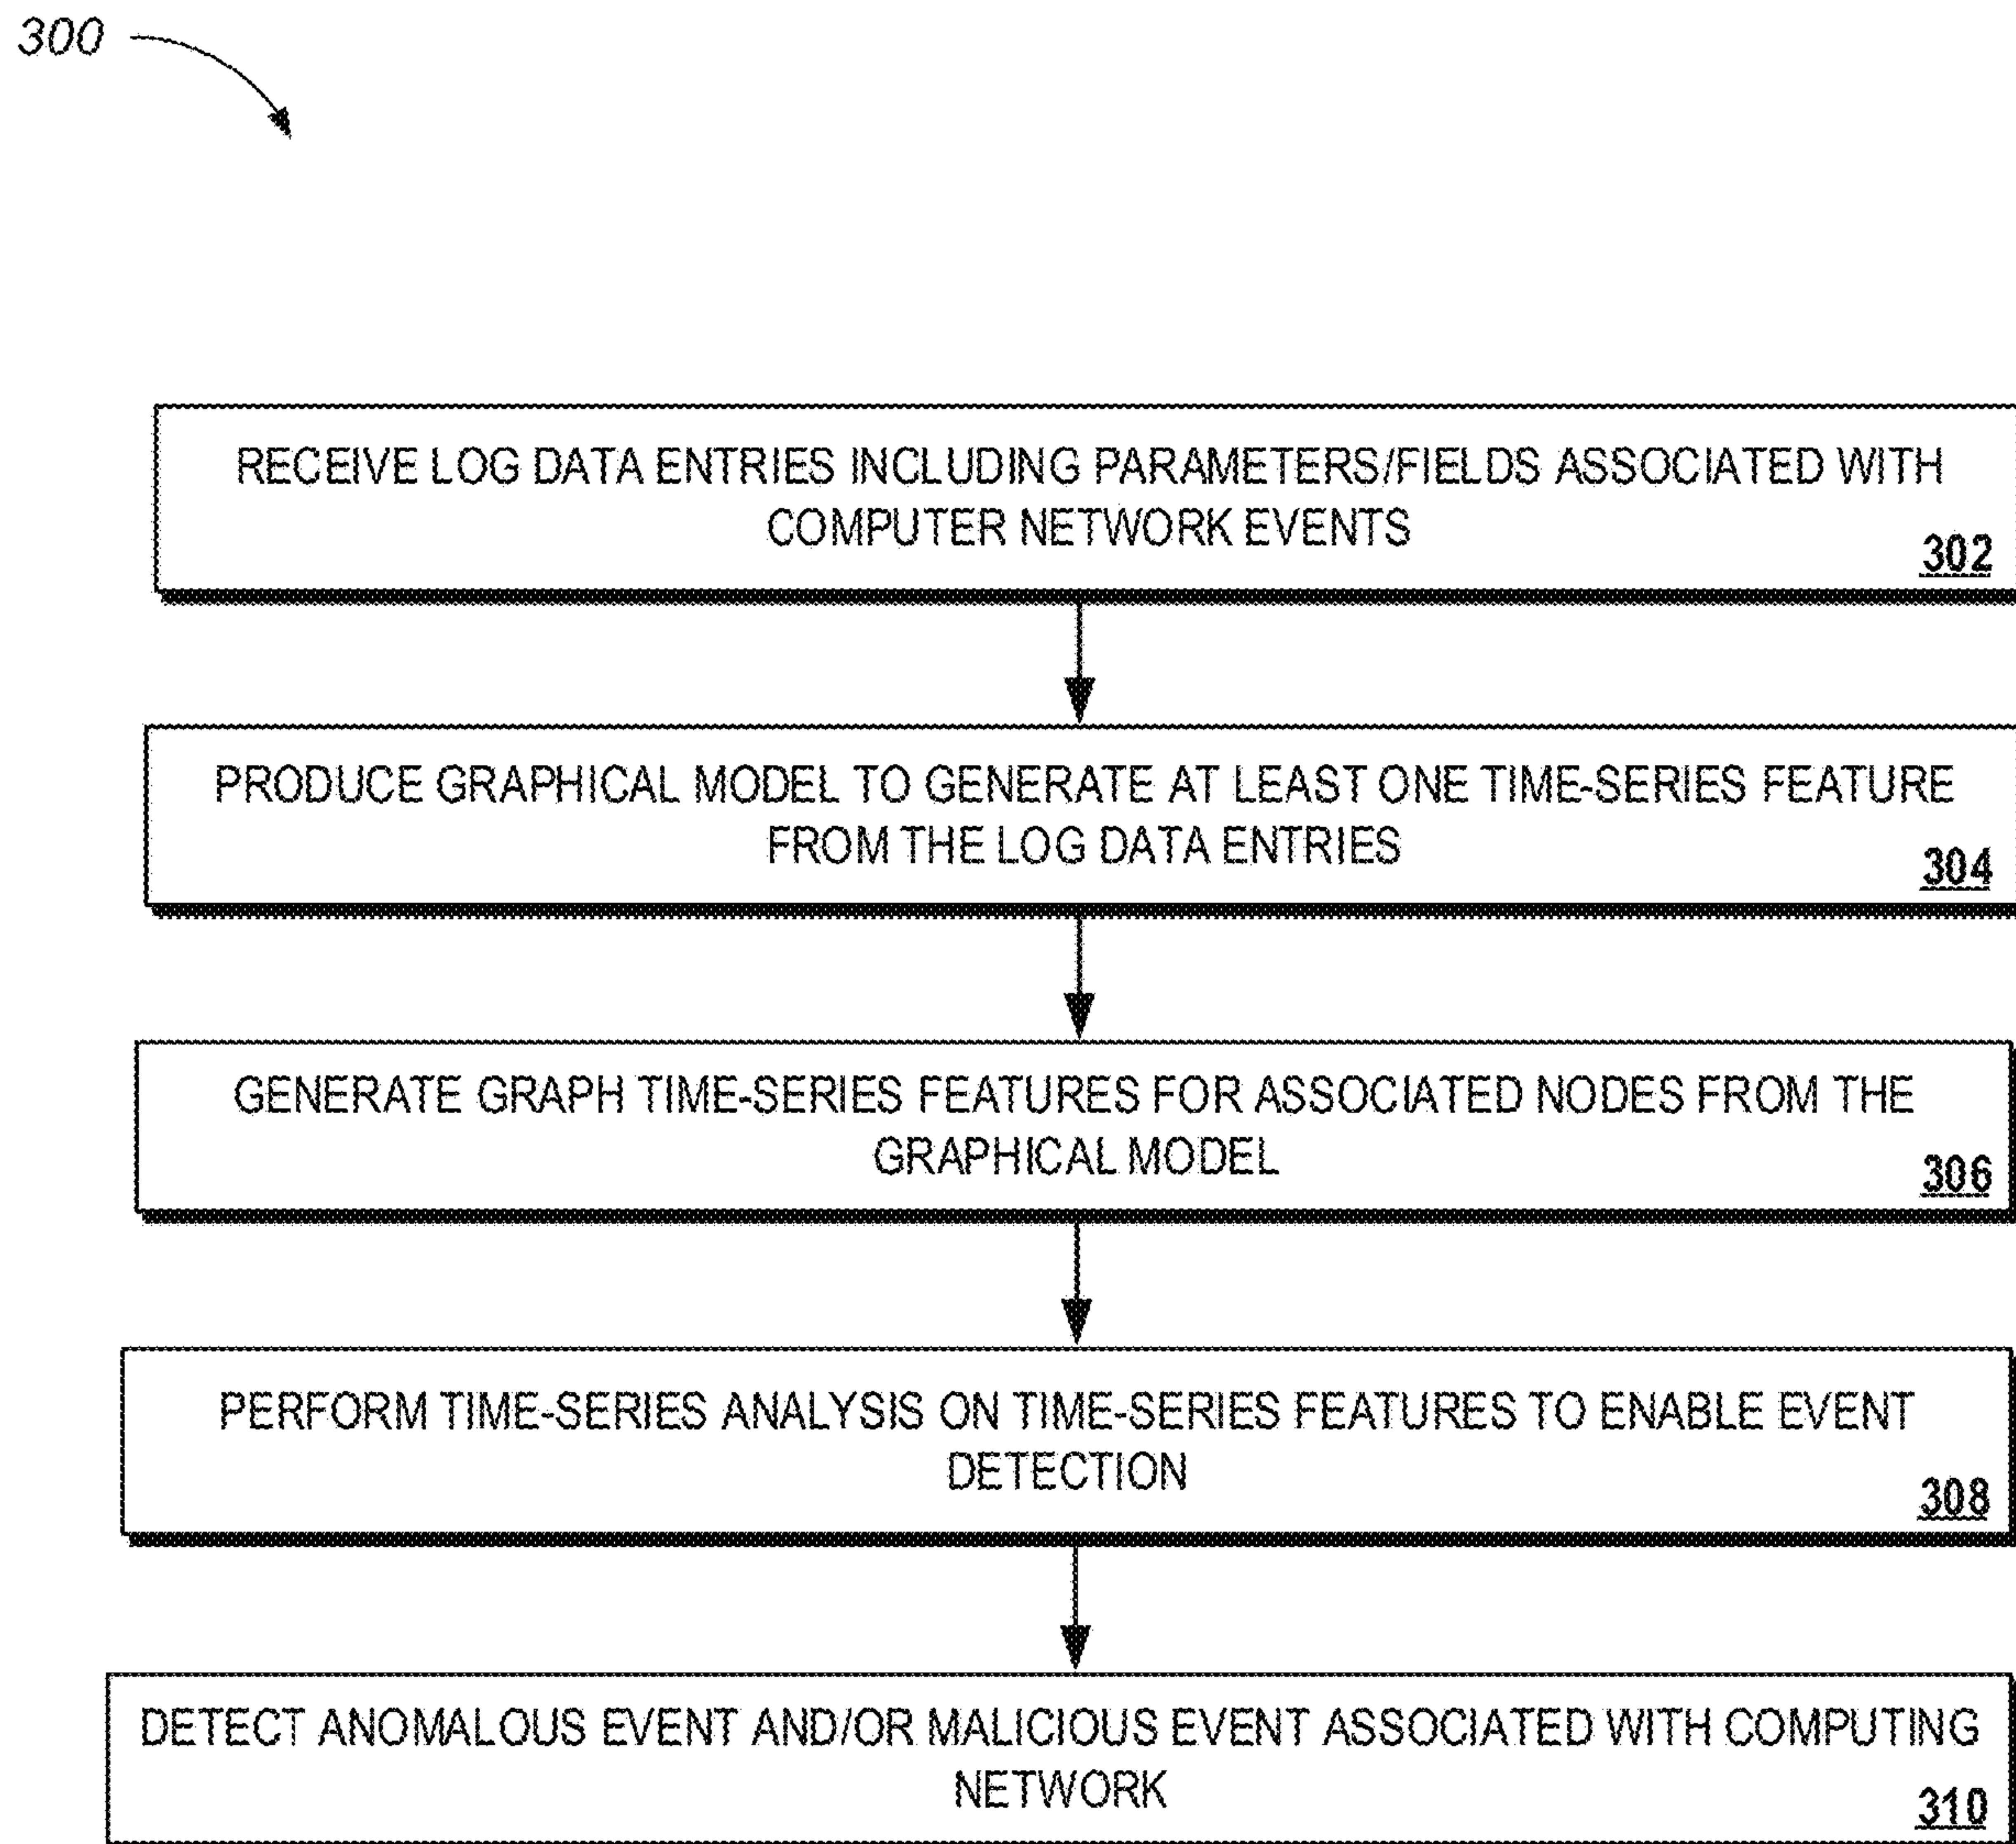 300
RECEIVE LOG DATA ENTRIES INCLUDING PARAMETERS/FIELDS ASSOCIATED WITH
COMPUTER NETWORK EVENTS
302
PRODUCE GRAPHICAL MODEL TO GENERATE AT LEAST ONE TIME-SERIES FEATURE
FROM THE LOG DATA ENTRIES
304
GENERATE GRAPH TIME-SERIES FEATURES FOR ASSOCIATED NODES FROM THE
GRAPHICAL MODEL
306
PERFORM TIME-SERIES ANALYSIS ON TIME-SERIES FEATURES TO ENABLE EVENT
DETECTION
308
DETECT ANOMALOUS EVENT AND/OR MALICIOUS EVENT ASSOCIATED WITH COMPUTING
NETWORK
310